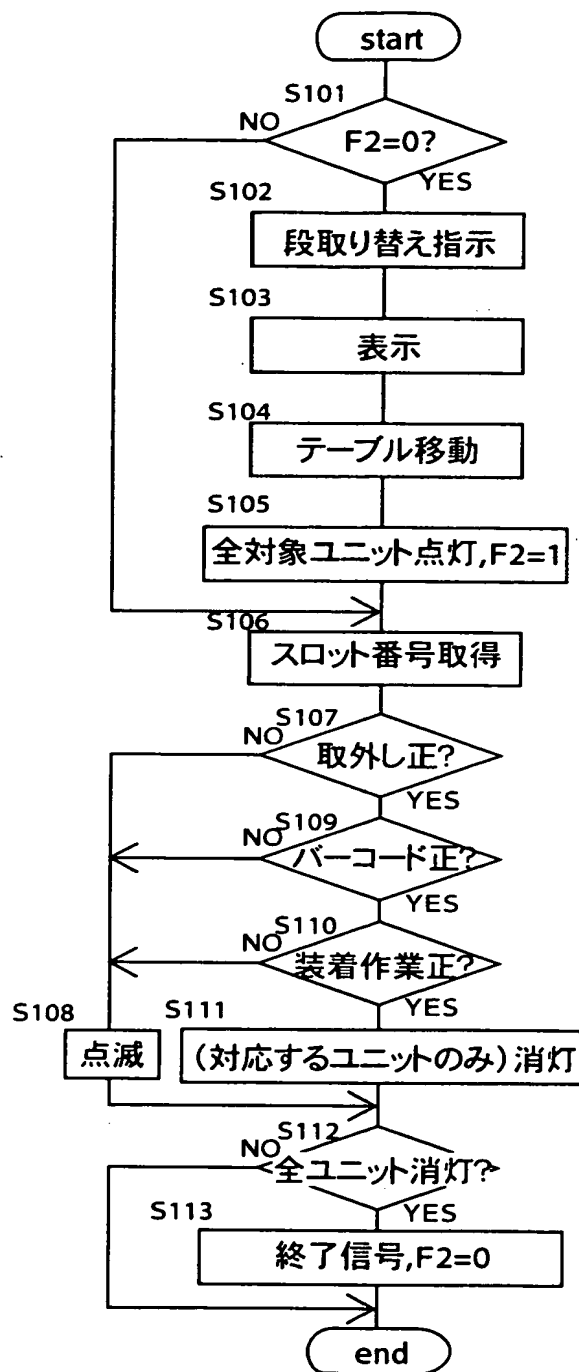 start
S101
NO
F2=0?
YES
S102
段取り替え指示
S103
表示
S104
テーブル移動
S105
全対象ユニット点灯,F2=1
S106
スロット番号取得
S107
NO
取外し正?
YES
S109
NO
バーコード正?
YES
S110
NO
装着作業正?
YES
S108
点滅
S111
(対応するユニットのみ)消灯
S112
NO
全ユニット消灯?
YES
S113
終了信号,F2=0
end